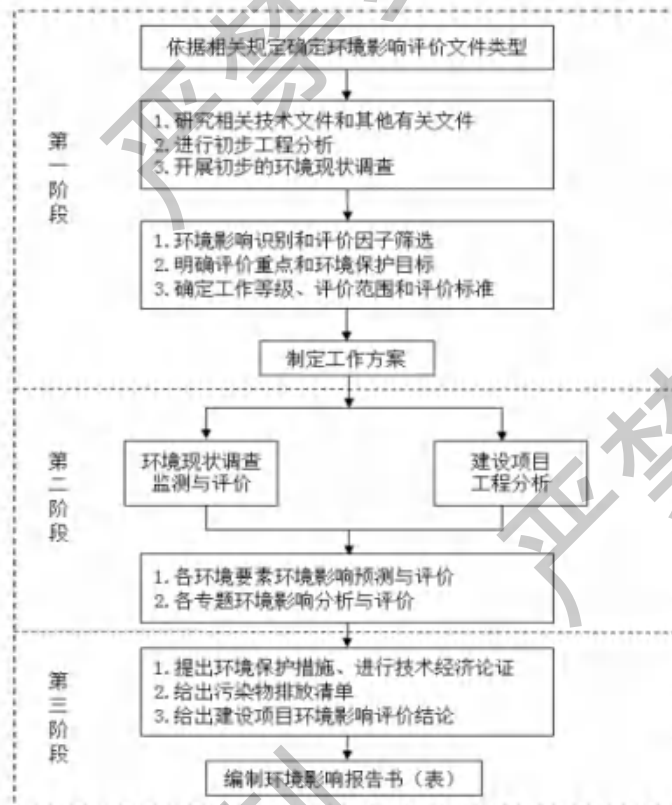 依据相关规定确定环境影响评价文件类型
第一阶段
1.研究相关技术文件和其他有关文件
2.进行初步工程分析
3.开展初步的环境现状调查
1.环境影响识别和评价因子筛选
2.明确评价重点和环境保护目标
3.确定工作等级、评价范围和评价标准
制定工作方案
第二阶段
环境现状调查
监测与评价
建设项目
工程分析
1.各环境要素环境影响预测与评价
2.各专题环境影响分析与评价
第三阶段
1.提出环境保护措施、进行技术经济论证
2.给出污染物排放清单
3.给出建设项目环境影响评价结论
编制环境影响报告书（表）
严禁
严禁